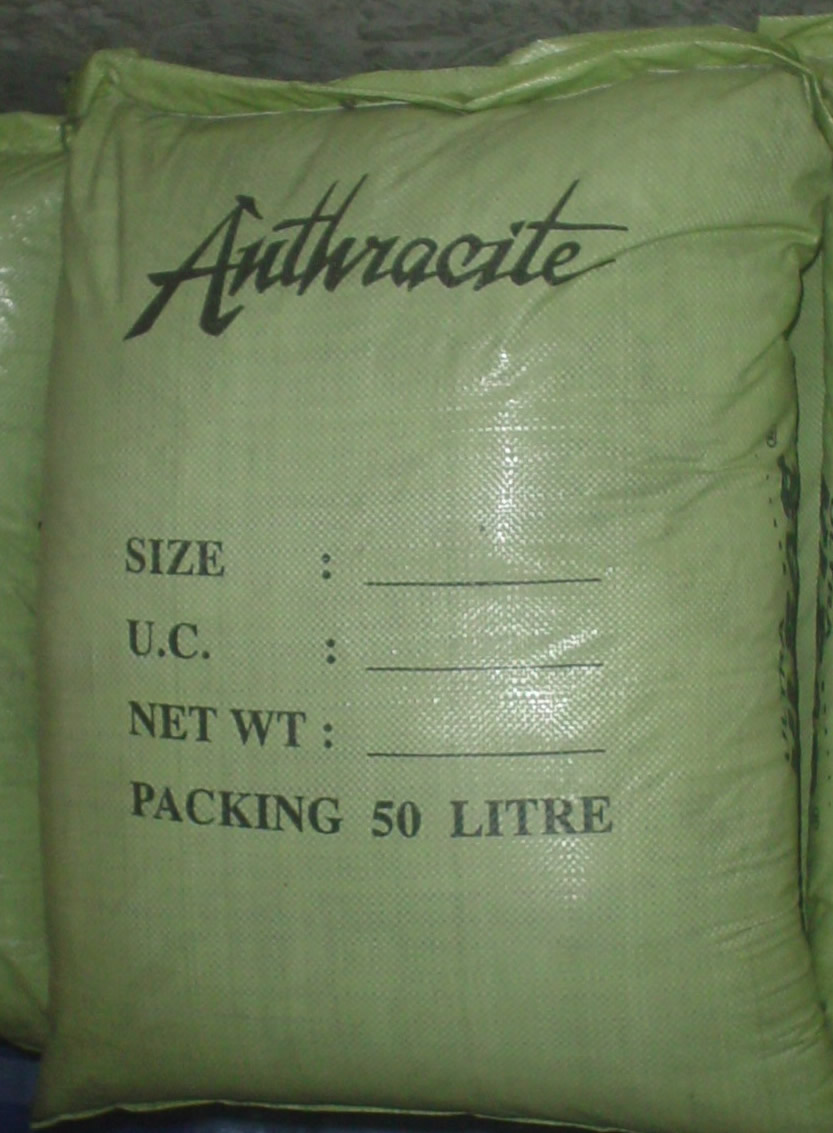 Anthracite
SIZE :
U.C. :
NET WT :
PACKING 50 LITRE